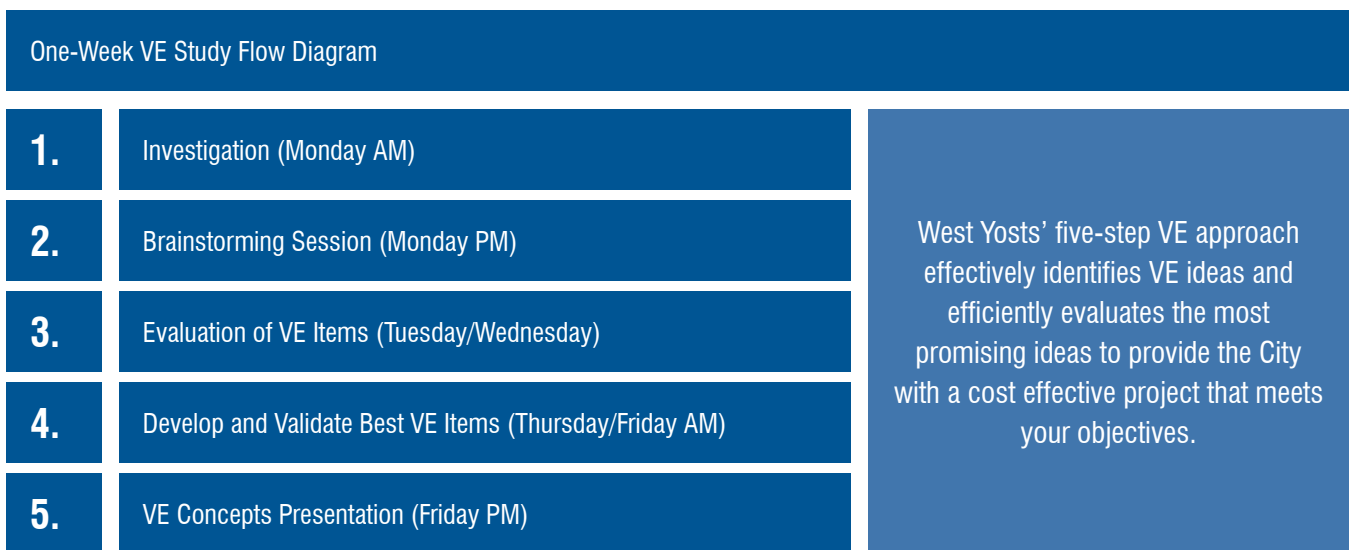 One-Week VE Study Flow Diagram
1.
Investigation (Monday AM)
2.
Brainstorming Session (Monday PM)
3.
Evaluation of VE Items (Tuesday/Wednesday)
4.
Develop and Validate Best VE Items (Thursday/Friday AM)
5.
VE Concepts Presentation (Friday PM)
West Yosts’ five-step VE approach
effectively identifies VE ideas and
efficiently evaluates the most
promising ideas to provide the City
with a cost effective project that meets
your objectives.